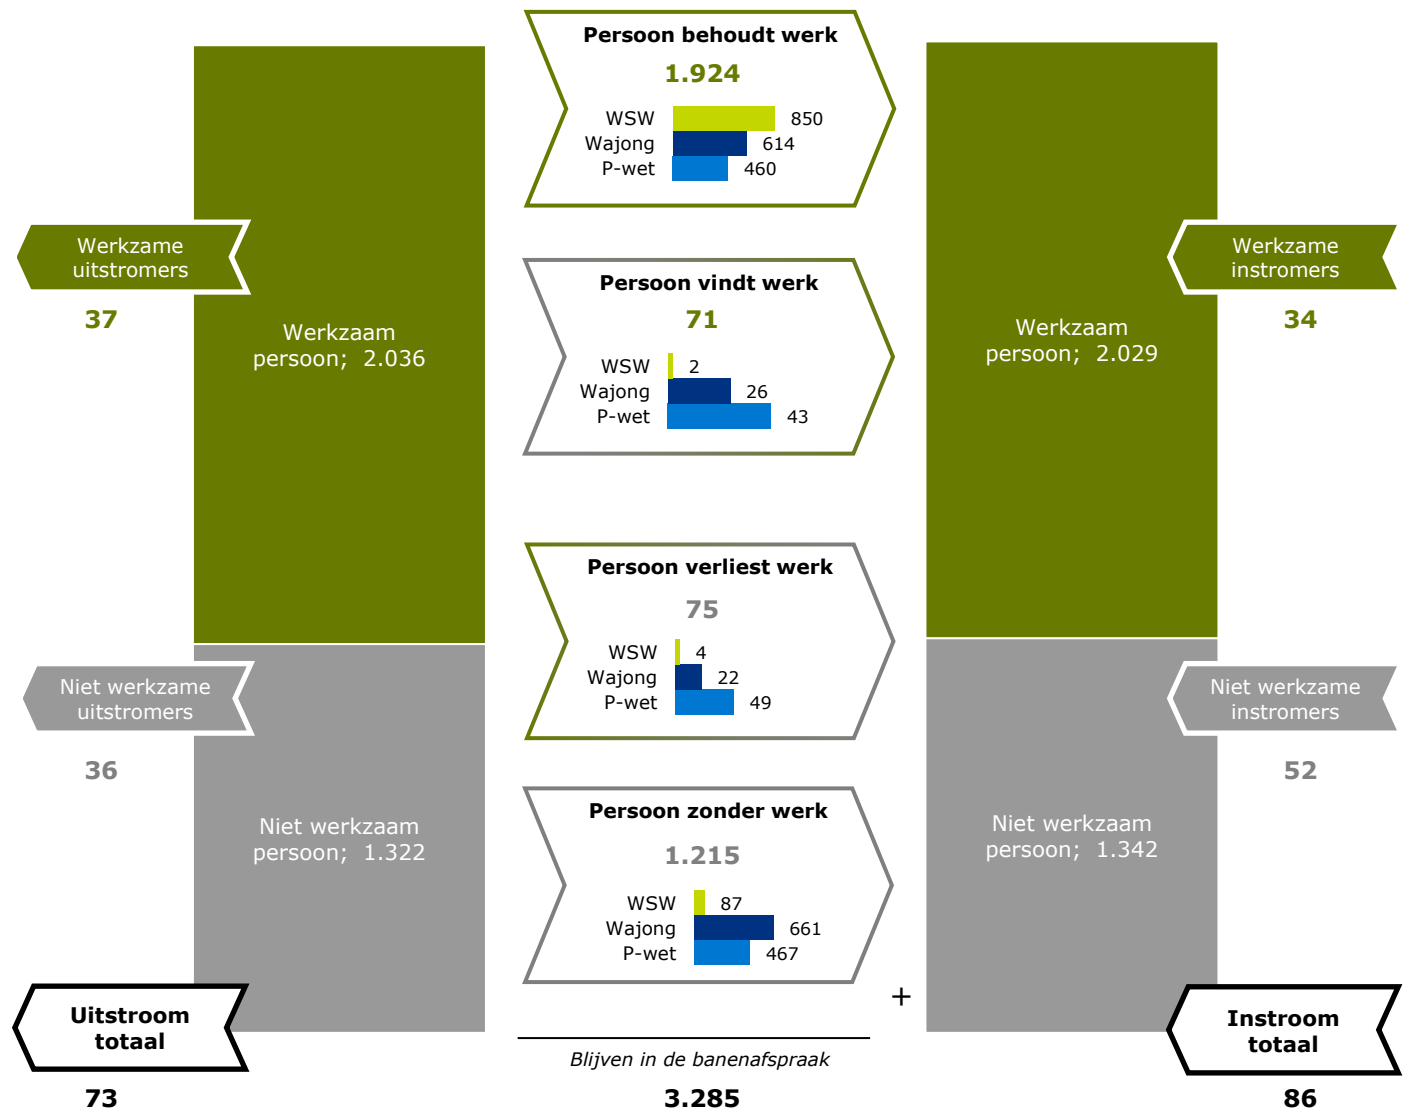 Persoon behoudt werk
1.924
WSW 850
Wajong 614
P-wet 460
Werkzame
uitstromers
37
Werkzaam
persoon; 2.036
Persoon vindt werk
71
WSW 2
Wajong 26
P-wet 43
Werkzaam
persoon; 2.029
Werkzame
instromers
34
Persoon verliest werk
75
WSW 4
Wajong 22
P-wet 49
Niet werkzame
uitstromers
36
Niet werkzaam
persoon; 1.322
Persoon zonder werk
1.215
WSW 87
Wajong 661
P-wet 467
Niet werkzaam
persoon; 1.342
Niet werkzame
instromers
52
Uitstroom
totaal
73
+
Blijven in de banenafspraak
3.285
Instroom
totaal
86